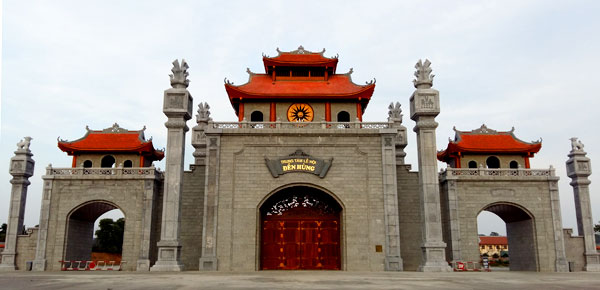 TRUNG TÂM LỄ HỘI
ĐỀN HÙNG